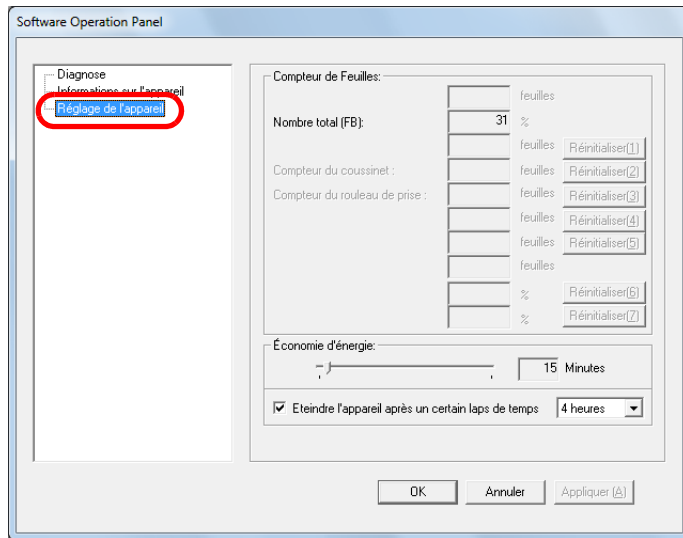 Software Operation Panel
Diagnose
Informations sur l'appareil
Réglage de l'appareil
Compteur de Feuilles:
feuilles
Nombre total (FB): 31 %
feuilles Réinitialiser(1)
Compteur du coussinet : feuilles Réinitialiser(2)
Compteur du rouleau de prise : feuilles Réinitialiser(3)
feuilles Réinitialiser(4)
feuilles Réinitialiser(5)
feuilles
% Réinitialiser(6)
% Réinitialiser(7)
Économie d'énergie:
15 Minutes
Eteindre l'appareil après un certain laps de temps 4 heures
OK Annuler Appliquer (A)